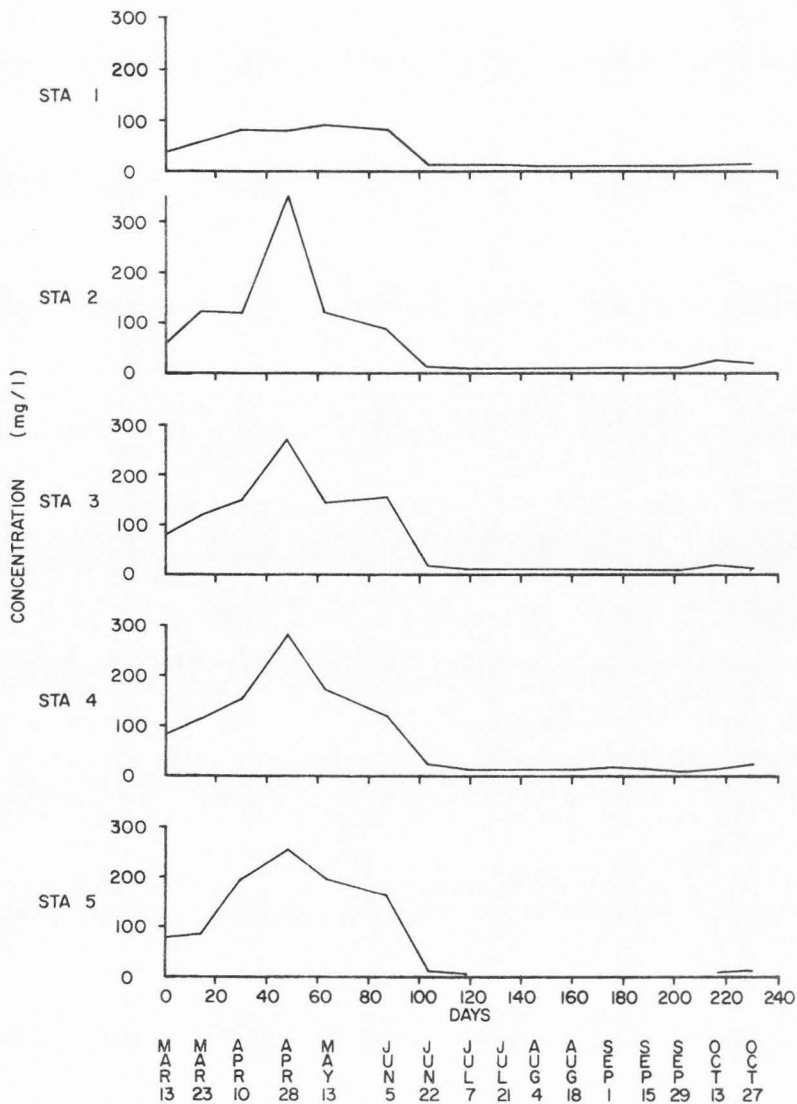 CONCENTRATION (mg/l)
STA 1
300
200
100
0
STA 2
300
200
100
0
STA 3
300
200
100
0
STA 4
300
200
100
0
STA 5
300
200
100
0
0 20 40 60 80 100 120 140 160 180 200 220 240
DAYS
MAR 13
MAR 23
APR 10
APR 28
MAY 13
JUN 5
JUN 22
JUL 7
JUL 21
AUG 4
AUG 18
SEP 1
SEP 15
SEP 29
OCT 13
OCT 27